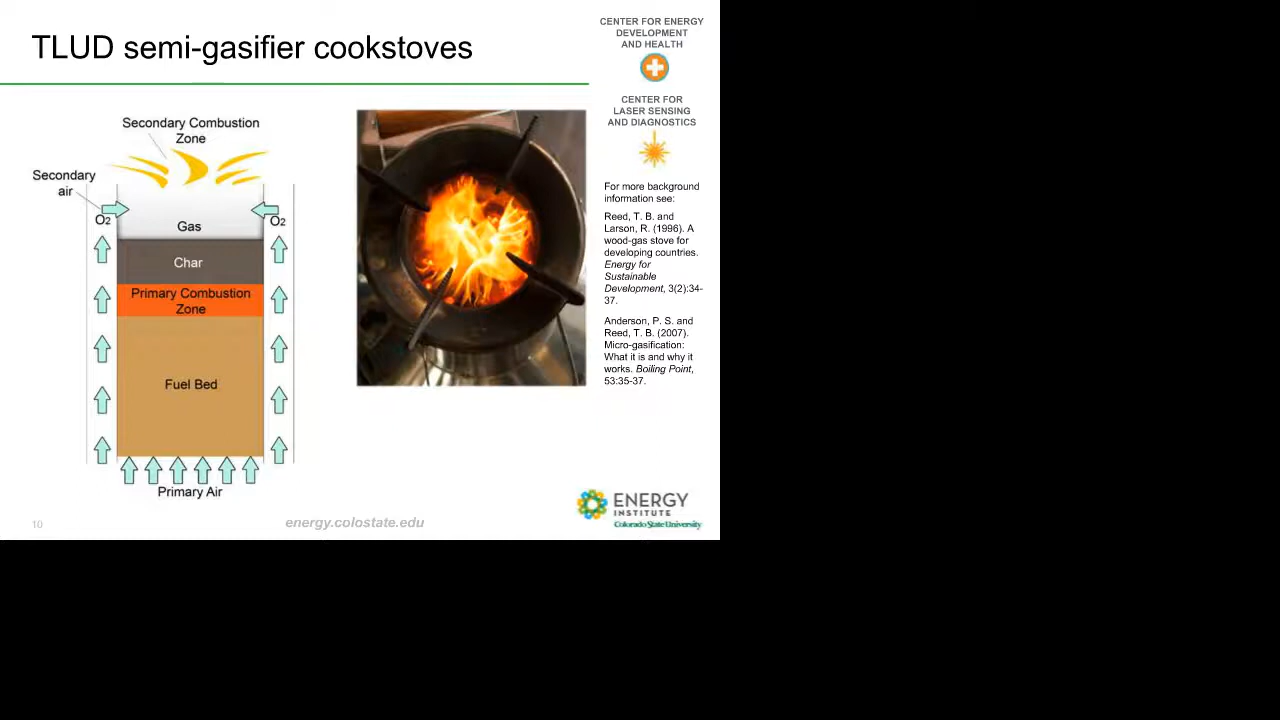 TLUD semi-gasifier cookstoves
CENTER FOR ENERGY
DEVELOPMENT
AND HEALTH
CENTER FOR
LASER SENSING
AND DIAGNOSTICS
Secondary Combustion
Zone
Secondary
air
O2
O2
Gas
Char
Primary Combustion
Zone
Fuel Bed
Primary Air
For more background
information see:
Reed, T. B. and
Larson, R. (1996). A
wood-gas stove for
developing countries.
Energy for
Sustainable
Development, 3(2):34-
37.
Anderson, P. S. and
Reed, T. B. (2007).
Micro-gasification:
What it is and why it
works. Boiling Point,
53:35-37.
ENERGY
INSTITUTE
Colorado State University
10
energy.colostate.edu